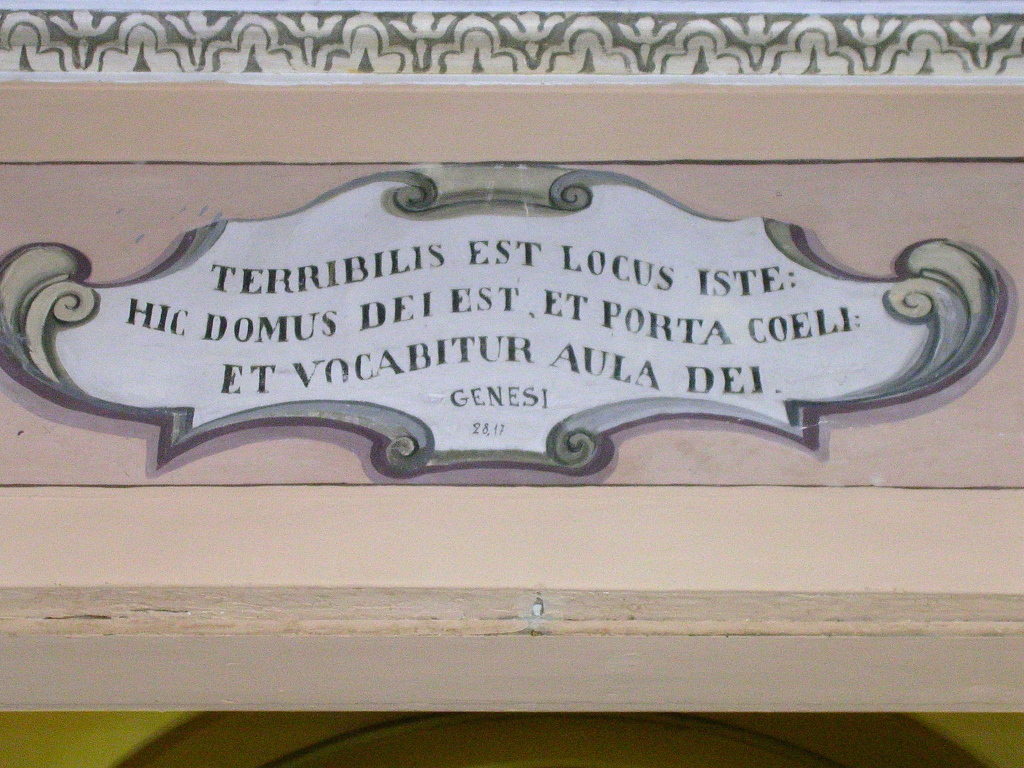 TERRIBILIS EST LOCUS ISTE:
HIC DOMUS DEI EST, ET PORTA COELI:
ET VOCABITUR AULA DEI.
GENESI
28,17